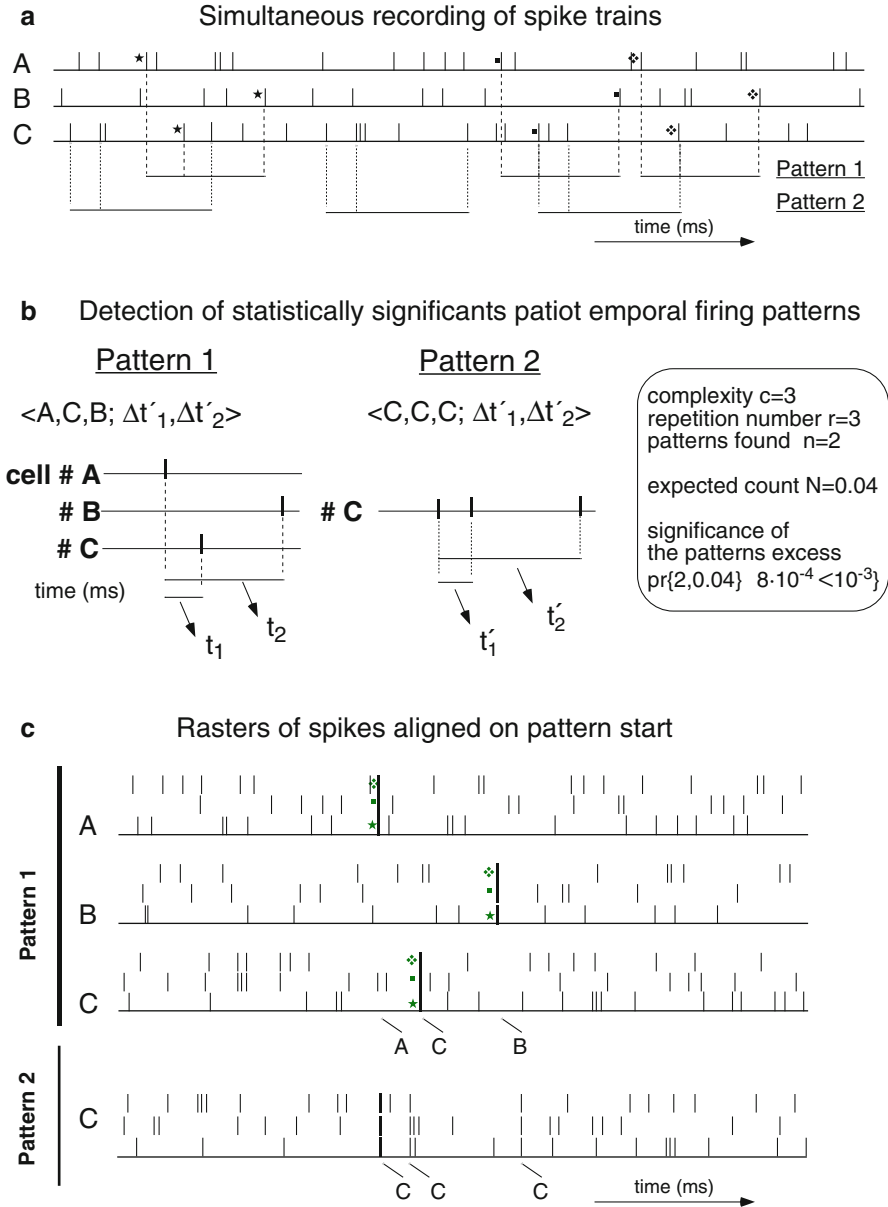 a Simultaneous recording of spike trains
A
B
C
Pattern 1
Pattern 2
time (ms)
b Detection of statistically significants patiot emporal firing patterns
Pattern 1
<A,C,B; Δt´1,Δt´2>
cell # A
# B
# C
time (ms)
t1
t2
Pattern 2
<C,C,C; Δt´1,Δt´2>
# C
t´1
t´2
complexity c=3
repetition number r=3
patterns found n=2
expected count N=0.04
significance of
the patterns excess
pr{2,0.04} 8·10-4 <10-3}
c Rasters of spikes aligned on pattern start
Pattern 1
A
B
C
A C B
Pattern 2
C
C C C
time (ms)